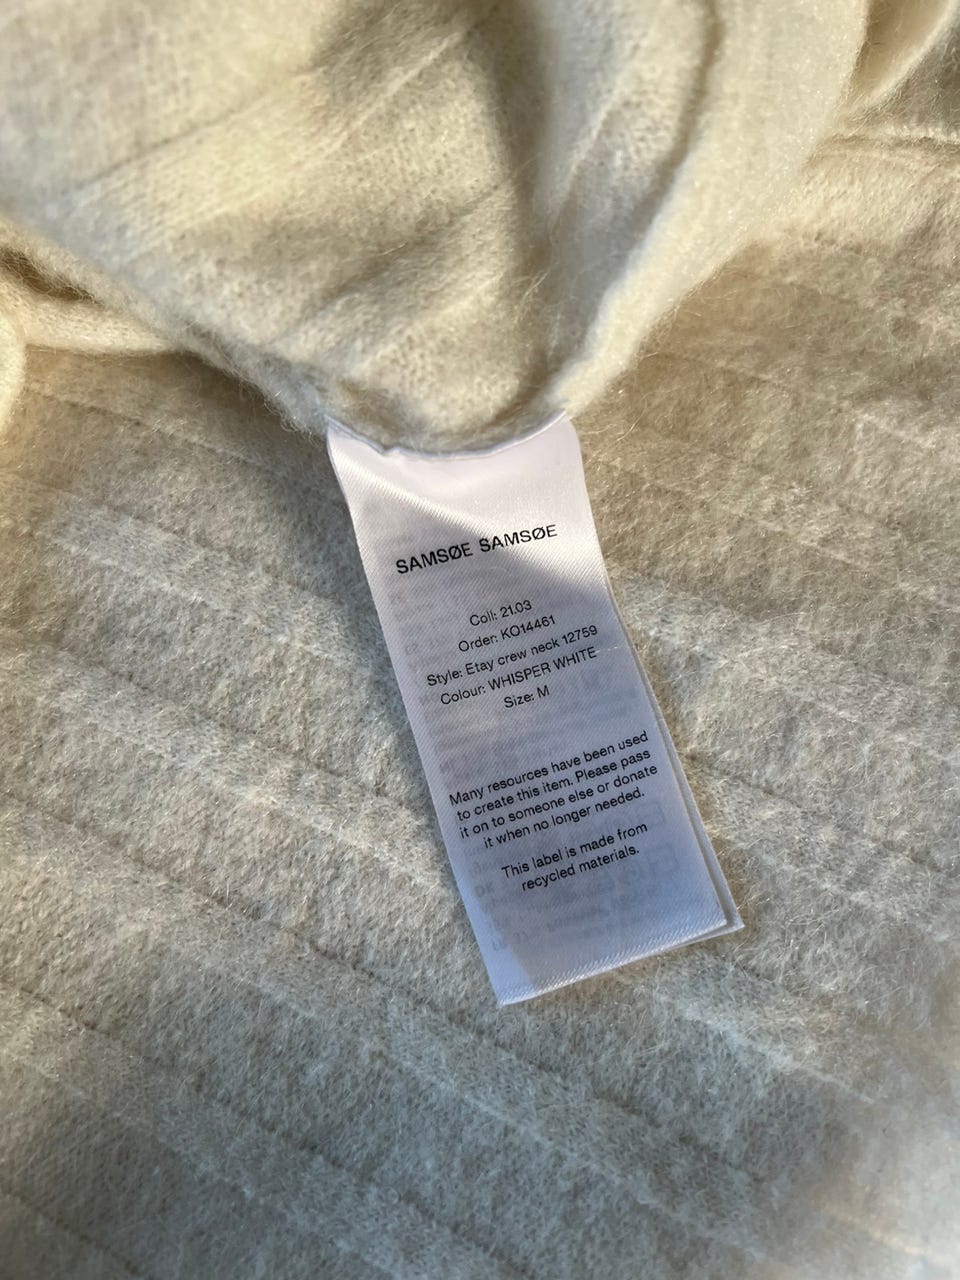 SAMSØE SAMSØE
Coll: 21.03
Order: KO14461
Style: Etay crew neck 12759
Colour: WHISPER WHITE
Size: M
Many resources have been used
to create this item. Please pass
it on to someone else or donate
it when no longer needed.
This label is made from
recycled materials.